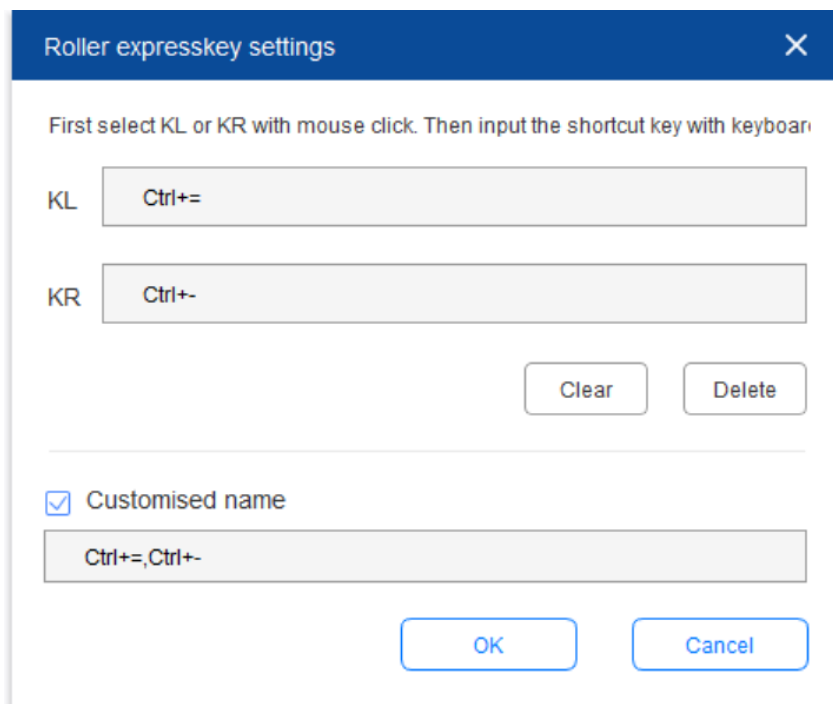 Roller expresskey settings
First select KL or KR with mouse click. Then input the shortcut key with
KL
Ctrl+=
KR
Ctrl+-
Clear
Delete
Customised name
Ctrl+=,Ctrl+-
OK
Cancel